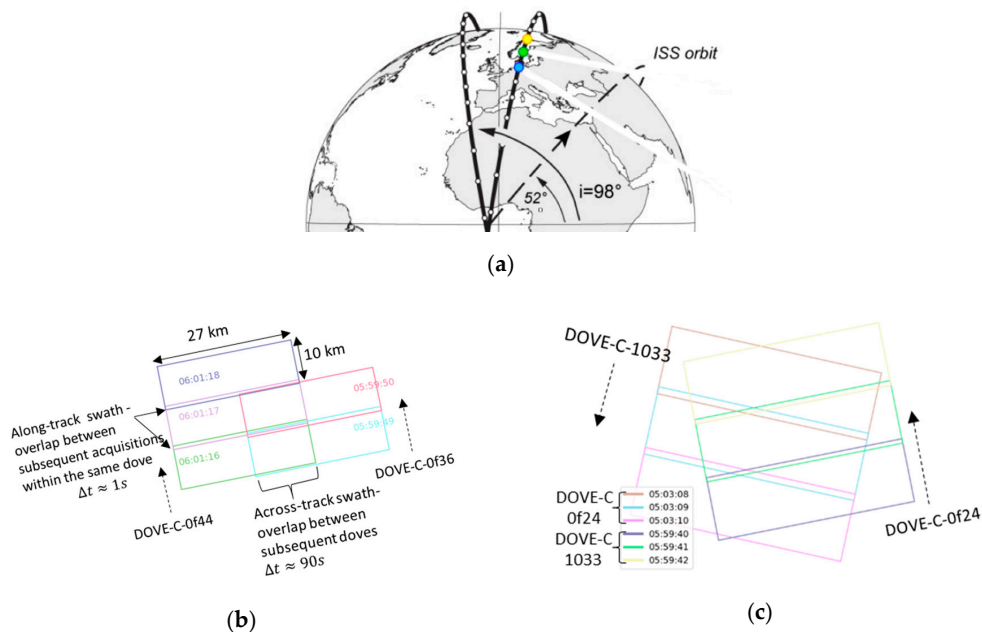 ISS orbit
i=98°
52°
(a)
27 km
10 km
06:01:18
06:01:17
06:01:16
05:59:50
05:59:49
Along-track swath-
overlap between
subsequent acquisitions
within the same dove
Δt ≈ 1s
DOVE-C-0f44
DOVE-C-0f36
Across-track swath-
overlap between
subsequent doves
Δt ≈ 90s
(b)
DOVE-C-1033
DOVE-C-0f24
DOVE-C
0f24
05:03:08
05:03:09
05:03:10
DOVE-C
1033
05:59:40
05:59:41
05:59:42
(c)